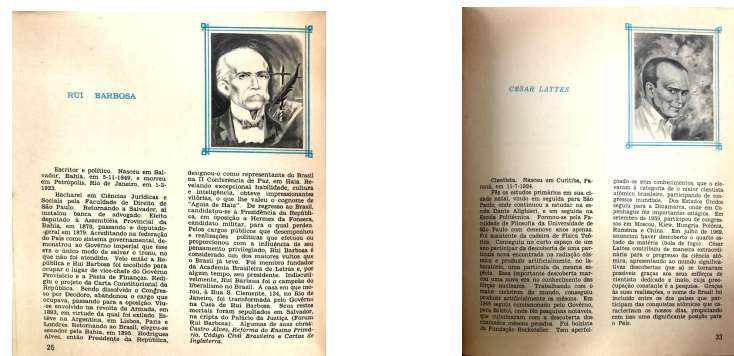 RUI BARBOSA
Escritor e político. Nasceu em Sal-
vador, Bahia, em 5-11-1849, e morreu
em Petrópolis, Rio de Janeiro, em 1-3-
1923.
Bacharel em Ciências Jurídicas e
Sociais pela Faculdade de Direito de
São Paulo. Retornando a Salvador, aí
instalou banca de advogado. Eleito
deputado à Assembléia Provincial da
Bahia, em 1878, passando a deputado-
-geral em 1879. Acreditando na federação
do País como sistema governamental, de-
monstrou ao Govêrno Imperial que êsse
era o único modo de salvar o trono, no
que não foi atendido. Veio então a Re-
pública e Rui Barbosa foi escolhido para
ocupar o lugar de vice-chefe do Govêrno
Provisório e a Pasta de Finanças. Redi-
giu o projeto da Carta Constitucional da
República. Sendo dissolvido o Congres-
so por Deodoro, abandonou o cargo que
ocupava, passando para a oposição. Viu-
-se envolvido na revolta da Armada, em
1893, em virtude da qual foi exilado. Es-
têve na Argentina, em Lisboa, Paris e
Londres. Retornando ao Brasil, elegeu-se
senador pela Bahia, em 1895. Rodrigues
Alves, então Presidente da República,
26
designou-o como representante do Brasil
na II Conferência de Paz, em Haia. Re-
velando excepcional habilidade, cultura
e inteligência, obteve impressionantes
vitórias, o que lhe valeu o cognome de
"Águia de Haia". De regresso ao Brasil,
candidatou-se à Presidência da Repúbli-
ca, em oposição a Hermes da Fonseca,
candidato militar, para o qual perdeu.
Pelos cargos públicos que desempenhou
e realizações políticas que efetuou e
proporcionou com a influência de seu
pensamento privilegiado, Rui Barbosa é
considerado um dos maiores vultos que
o Brasil já teve. Foi membro fundador
da Academia Brasileira de Letras e, por
algum tempo, seu presidente. Indiscutì-
velmente, Rui Barbosa foi o campeão do
liberalismo no Brasil. A casa em que mo-
rou, à Rua S. Clemente, 134, no Rio de
Janeiro, foi transformada pelo Govêrno
na Casa de Rui Barbosa. Seus restos
mortais foram sepultados em Salvador,
na cripta do Palácio da Justiça (Forum
Rui Barbosa). Algumas de suas obras:
Castro Alves, Reforma do Ensino Primá-
rio, Código Civil Brasileiro e Cartas de
Inglaterra.
CÉSAR LATTES
Cientista. Nasceu em Curitiba, Pa-
raná, em 11-7-1924.
Fêz os estudos primários em sua ci-
dade natal, vindo em seguida para São
Paulo, onde continuou a estudar na es-
cola Dante Alighieri, e em seguida na
Escola Politécnica. Formou-se pela Fa-
culdade de Filosofia da Universidade de
São Paulo com dezenove anos apenas.
Foi assistente da cadeira de Física Teó-
rica. Conseguiu no curto espaço de um
ano participar da descoberta de uma par-
tícula nova encontrada na radiação cós-
mica e produzir artificialmente, no la-
boratório, uma partícula da mesma es-
pécie. Essa importante descoberta mar-
cou uma nova era no conhecimento das
fôrças nucleares. Trabalhando com o
maior ciclotron do mundo, conseguiu
produzir artificialmente os mésons. Em
1946 seguiu comissionado pelo Govêrno,
para Bristol, onde fêz pesquisas notáveis,
que culminaram com a descoberta dos
chamados mésons pesados. Foi bolsista
da Fundação Rockefeller. Tem aperfei-
çoado os seus conhecimentos, que o ele-
varam à categoria de o maior cientista
atômico brasileiro, participando de con-
gressos mundiais. Dos Estados Unidos
seguiu para a Dinamarca, onde em Co-
penhague fêz importantes estágios. Em
setembro de 1959, participou de congres-
sos em Moscou, Kiev, Hungria, Polônia,
Rumênia e China. Em julho de 1969,
anunciou haver descoberto o quarto es-
tado da matéria (bola de fogo). César
Lattes contribuiu de maneira extraordi-
nária para o progresso da ciência atô-
mica, apresentando ao mundo significa-
tivas descobertas que só se tornaram
possíveis graças aos seus esforços de
cientista dedicado e inato, cuja preo-
cupação constante é a pesquisa. Graças
às suas realizações, o nome do Brasil foi
incluído entre os dos países que par-
ticipam das conquistas atômicas que ca-
racterizam os nossos dias, propiciando
com isso uma dignificante posição para
o País.
33